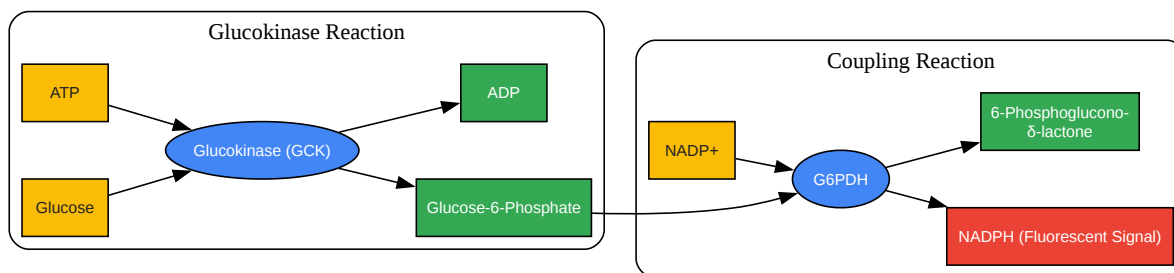 Glucokinase Reaction
ATP
ADP
Glucokinase (GCK)
Glucose
Glucose-6-Phosphate
Coupling Reaction
NADP+
6-Phosphoglucono-
δ-lactone
G6PDH
NADPH (Fluorescent Signal)